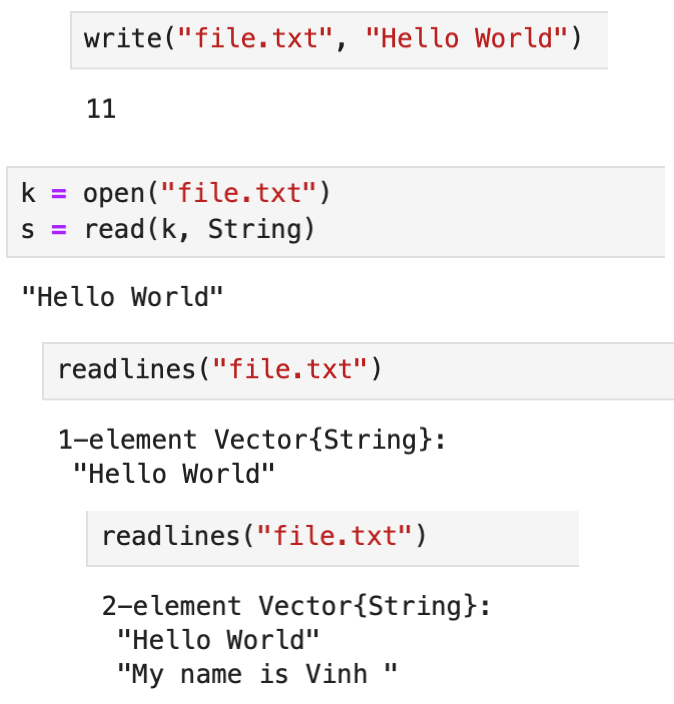 write("file.txt", "Hello World")
11
k = open("file.txt")
s = read(k, String)
"Hello World"
readlines("file.txt")
1-element Vector{String}:
"Hello World"
readlines("file.txt")
2-element Vector{String}:
"Hello World"
"My name is Vinh "